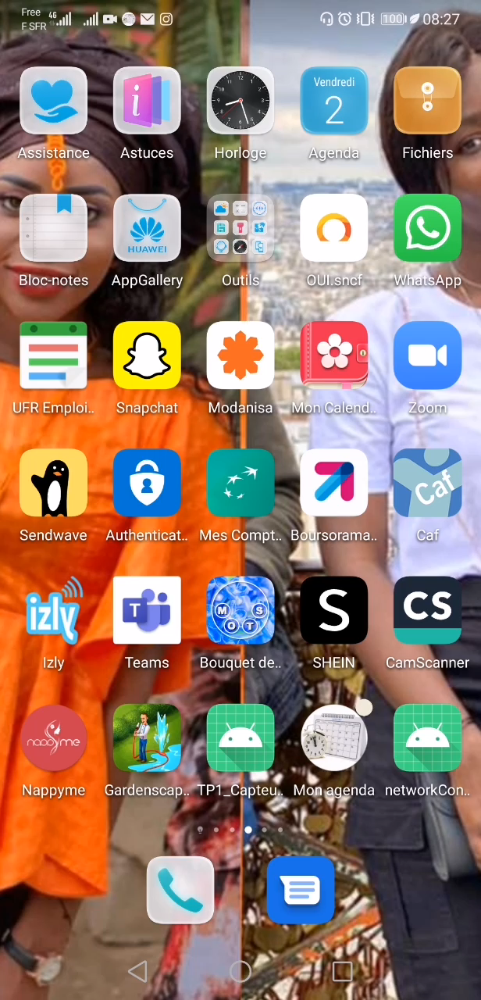 Free
F SFR
4G
100
08:27
Vendredi
2
Assistance
Astuces
Horloge
Agenda
Fichiers
HUAWEI
Bloc-notes
AppGallery
Outils
OUI.sncf
WhatsApp
UFR Emploi..
Snapchat
Modanisa
Mon Calend..
Zoom
Caf
Sendwave
Authenticat..
Mes Compt..
Boursorama..
Caf
izly
T
M S
O T
S
CS
Izly
Teams
Bouquet de..
SHEIN
CamScanner
nappyme
Nappyme
Gardenscap..
TP1_Capteu..
Mon agenda
networkCon..